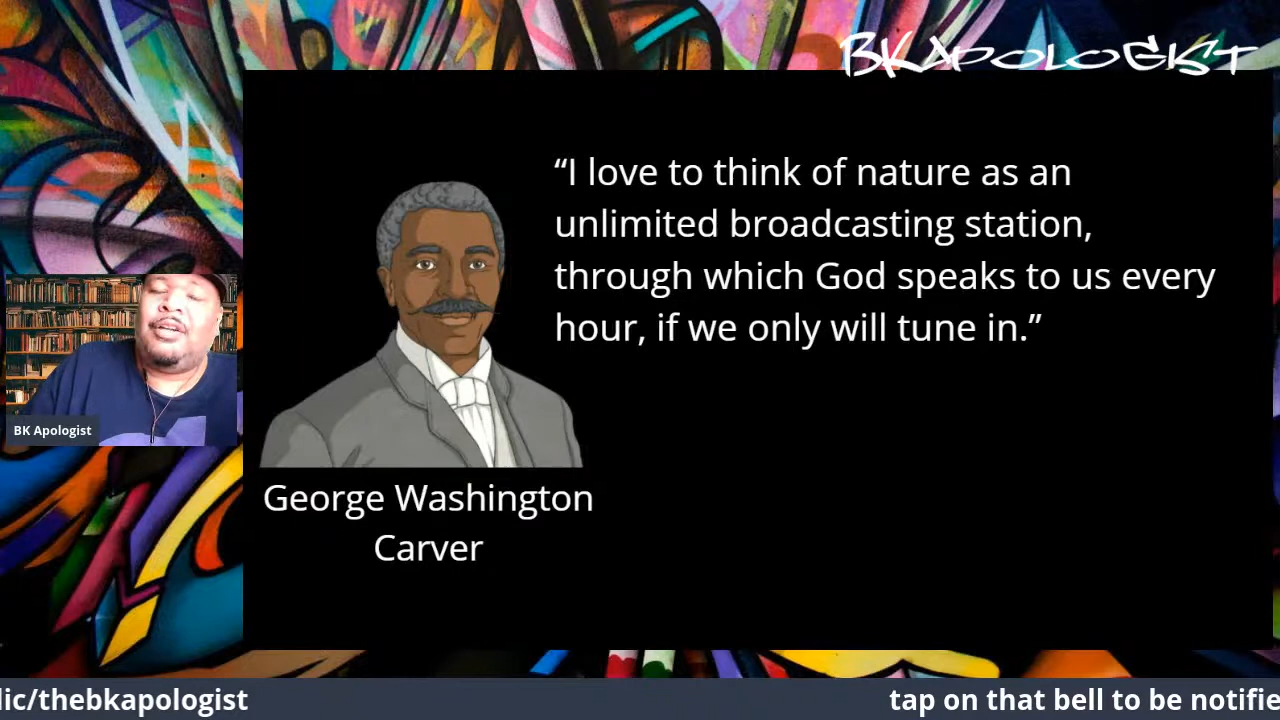 BKAPOLOGIST
“I love to think of nature as an
unlimited broadcasting station,
through which God speaks to us every
hour, if we only will tune in.”
BK Apologist
George Washington
Carver
lic/thebkapologist
tap on that bell to be notifie